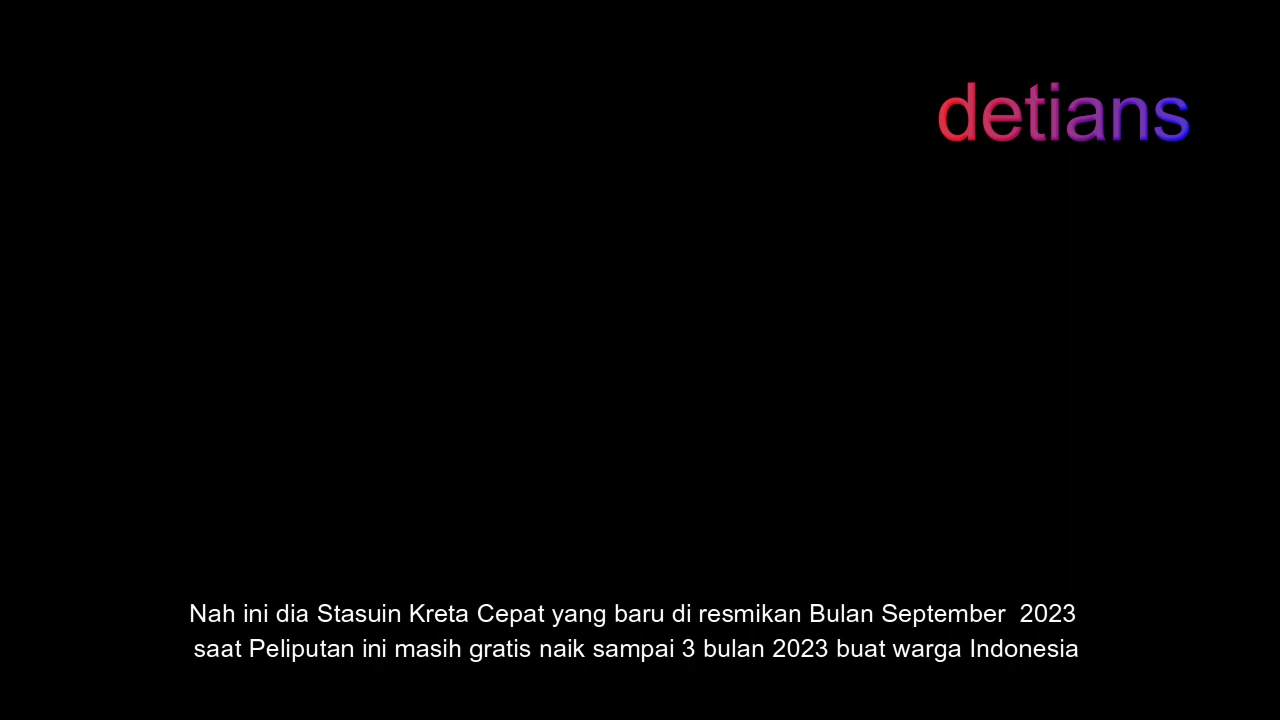 detians
Nah ini dia Stasuin Kreta Cepat yang baru di resmikan Bulan September  2023
saat Peliputan ini masih gratis naik sampai 3 bulan 2023 buat warga Indonesia